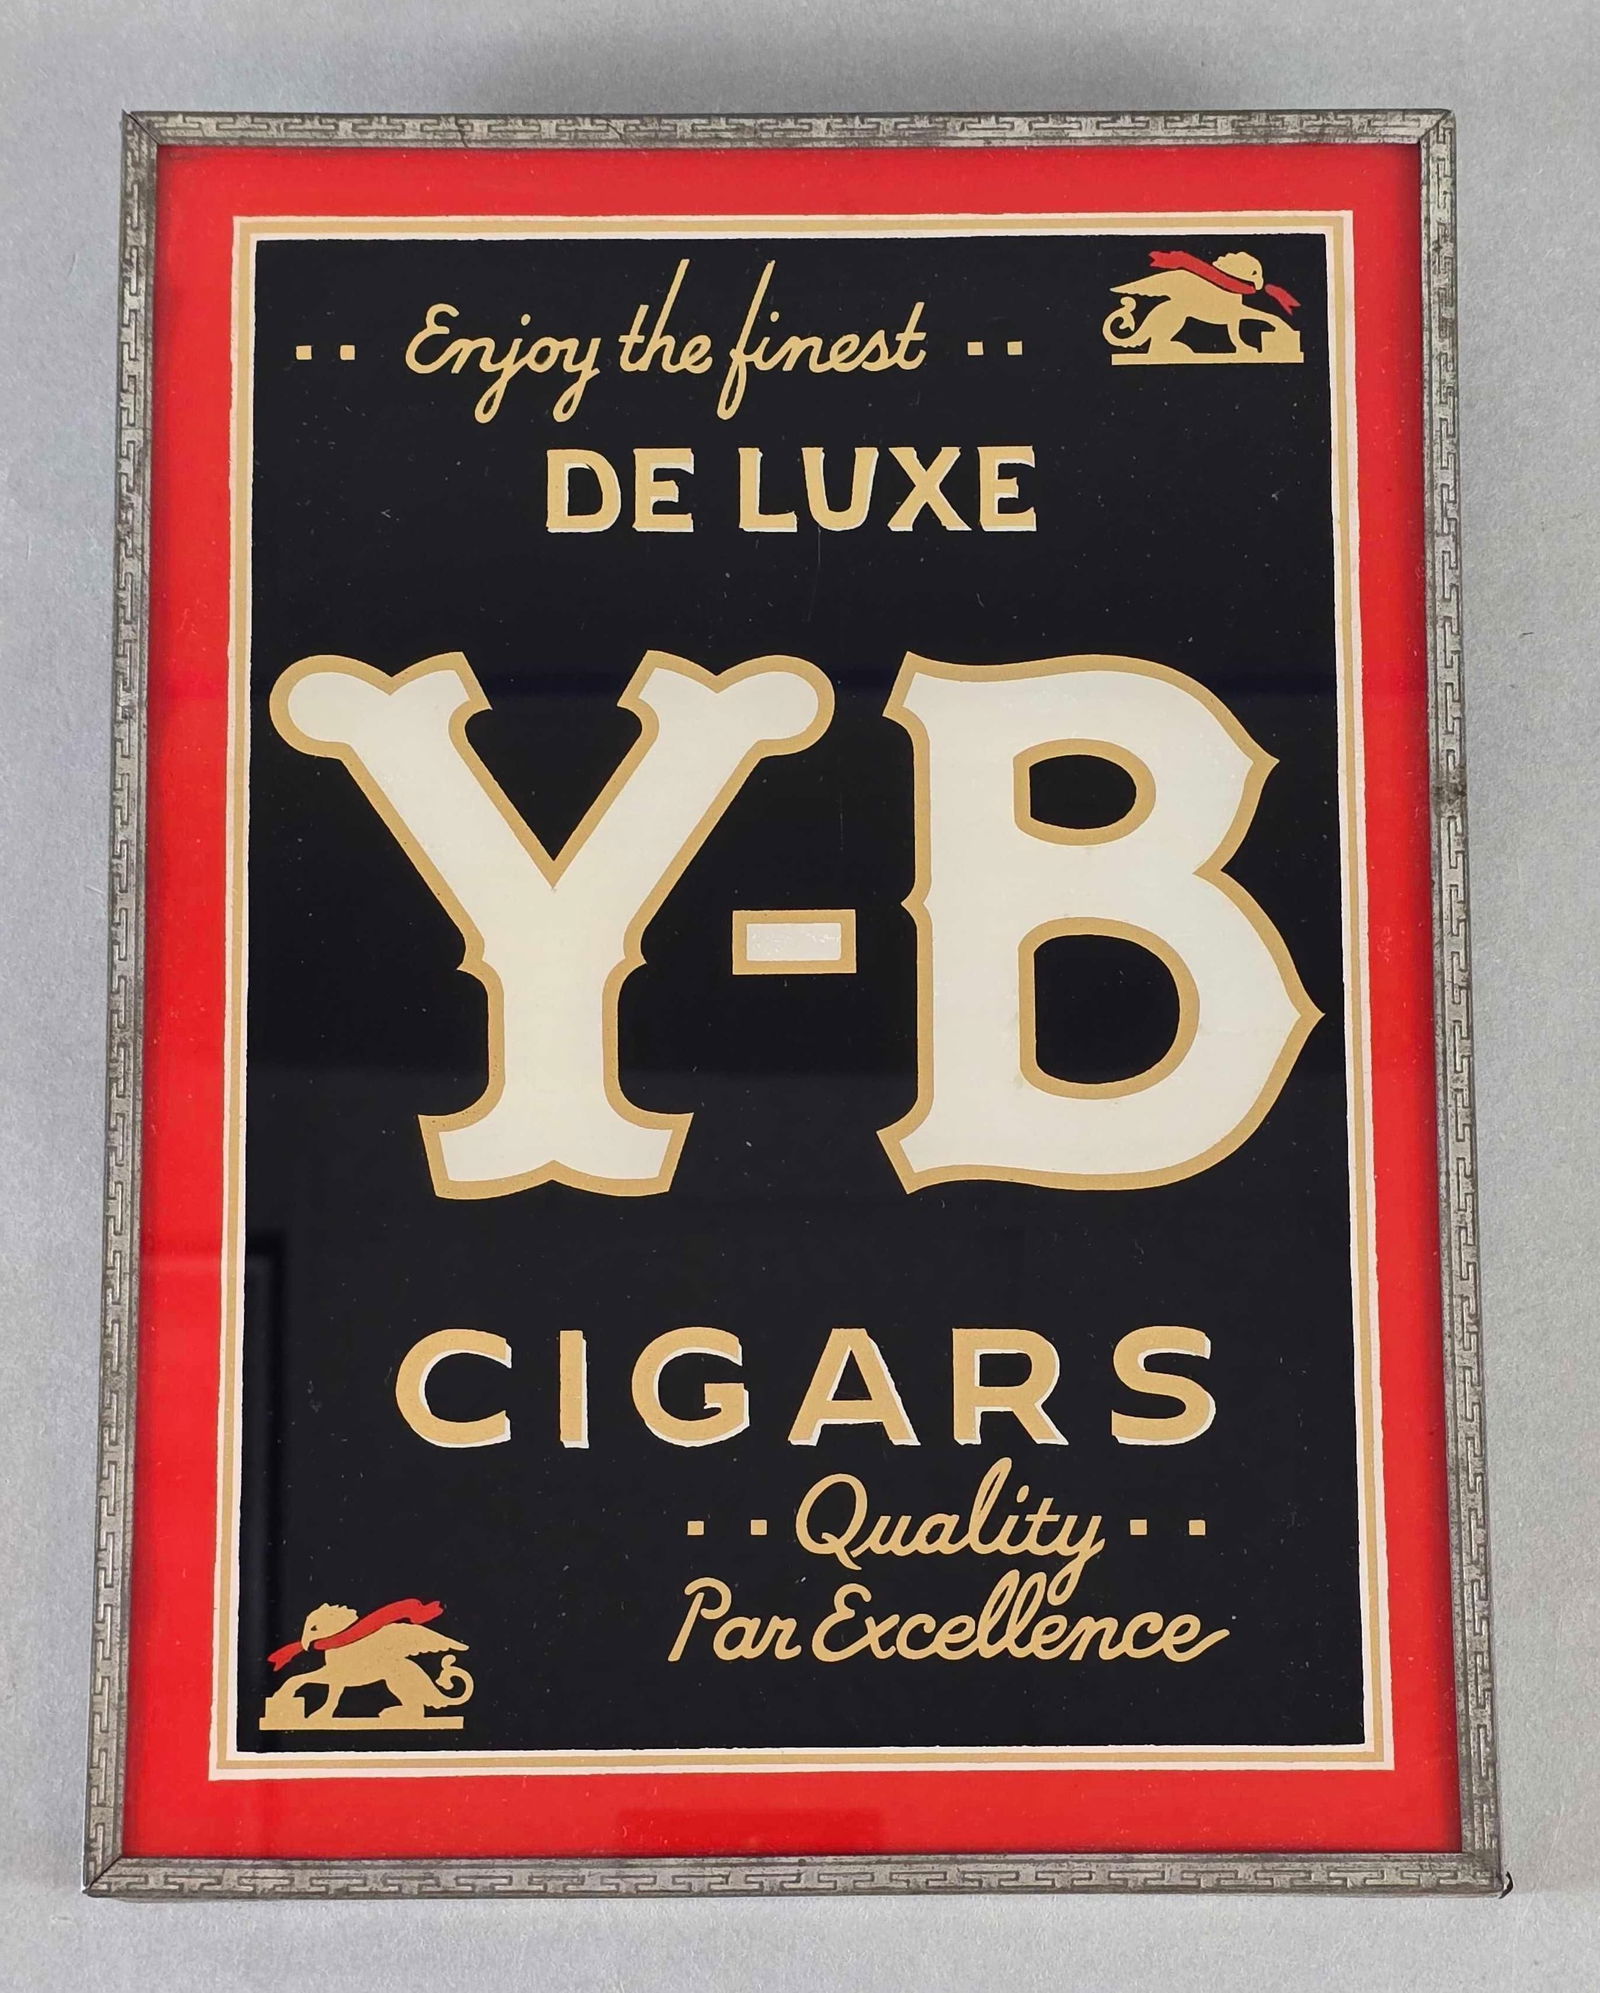 Enjoy the finest
DE LUXE
Y-B
CIGARS
Quality
Par Excellence